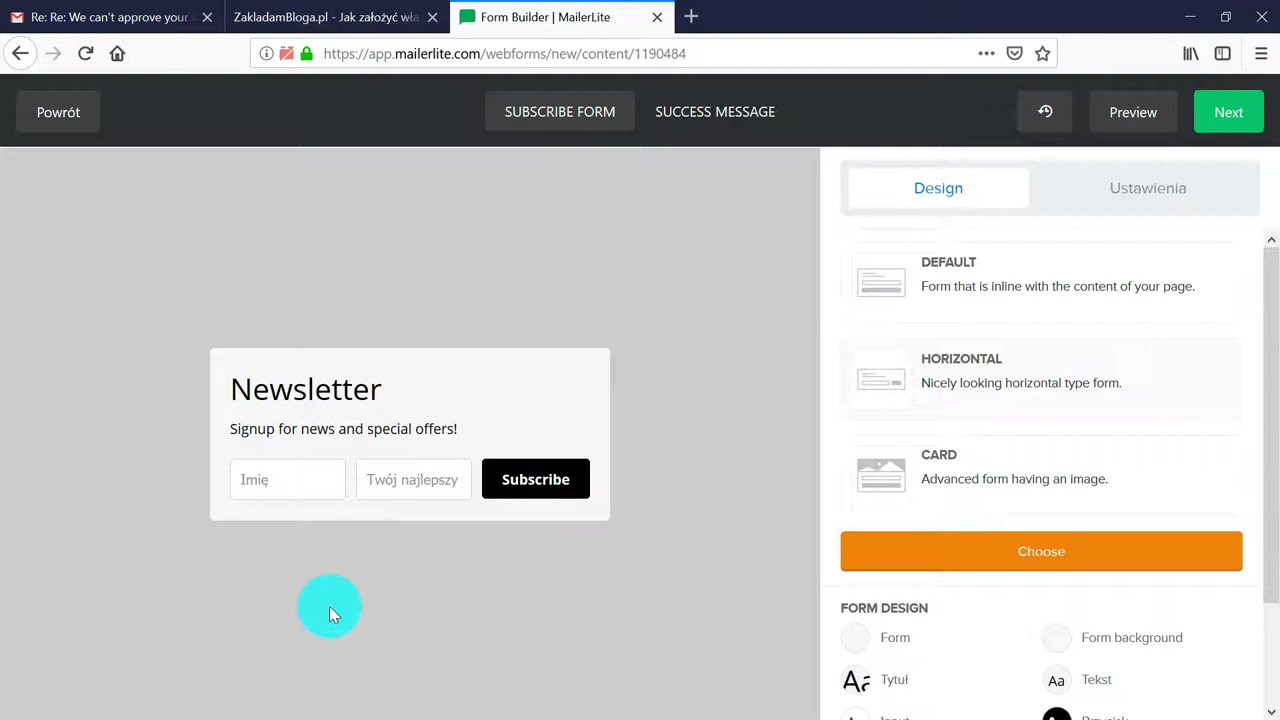 Re: Re: We can't approve your
ZakladamBloga.pl - Jak założyć wła
Form Builder | MailerLite
https://app.mailerlite.com/webforms/new/content/1190484
Powrót
SUBSCRIBE FORM
SUCCESS MESSAGE
Preview
Next
Design
Ustawienia
DEFAULT
Form that is inline with the content of your page.
HORIZONTAL
Nicely looking horizontal type form.
CARD
Advanced form having an image.
Choose
Newsletter
Signup for news and special offers!
Imię
Twój najlepszy
Subscribe
FORM DESIGN
Form
Form background
Aa
Tytuł
Aa
Tekst